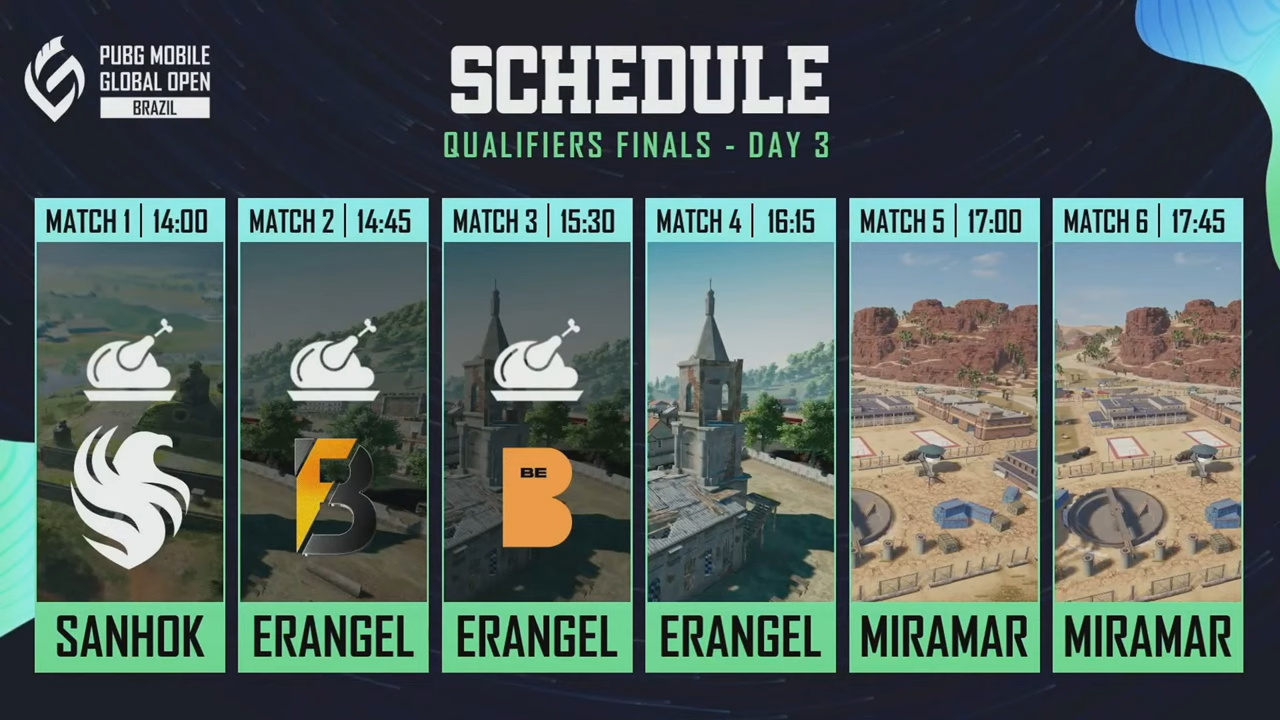 PUBG MOBILE
GLOBAL OPEN
BRAZIL
SCHEDULE
QUALIFIERS FINALS - DAY 3
MATCH 1 | 14:00
MATCH 2 | 14:45
MATCH 3 | 15:30
MATCH 4 | 16:15
MATCH 5 | 17:00
MATCH 6 | 17:45
BE
B
SANHOK
ERANGEL
ERANGEL
ERANGEL
MIRAMAR
MIRAMAR